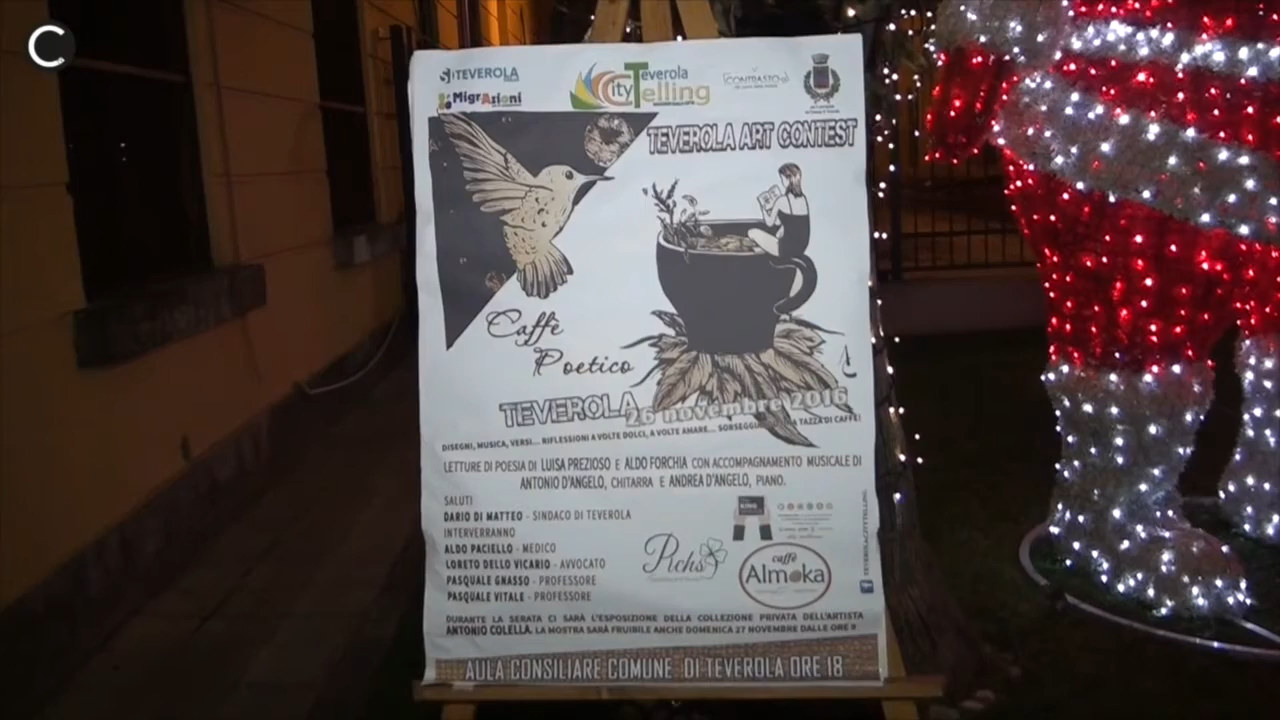 SìTEVEROLA
MigrAzioni
Teverola
City Telling
CONTRASTO
TEVEROLA ART CONTEST
Caffè
Poetico
TEVEROLA 26 novembre 2016
DISEGNI, MUSICA, VERSI... RIFLESSIONI A VOLTE DOLCI, A VOLTE AMARE... TAZZA DI CAFFE'!
LETTURE DI POESIA DI LUISA PREZIOSO E ALDO FORCHIA CON ACCOMPAGNAMENTO MUSICALE DI
ANTONIO D'ANGELO, CHITARRA E ANDREA D'ANGELO, PIANO.
SALUTI
DARIO DI MATTEO - SINDACO DI TEVEROLA
INTERVERRANNO
ALDO PACIELLO - MEDICO
LORETO DELLO VICARIO - AVVOCATO
PASQUALE GNASSO - PROFESSORE
PASQUALE VITALE - PROFESSORE
Pichs
caffè
Almoka
TEVEROLACITYTELLING
DURANTE LA SERATA CI SARÀ L'ESPOSIZIONE DELLA COLLEZIONE PRIVATA DELL'ARTISTA
ANTONIO COLELLA. LA MOSTRA SARÀ FRUIBILE ANCHE DOMENICA 27 NOVEMBRE DALLE ORE 9
AULA CONSILIARE COMUNE DI TEVEROLA ORE 18